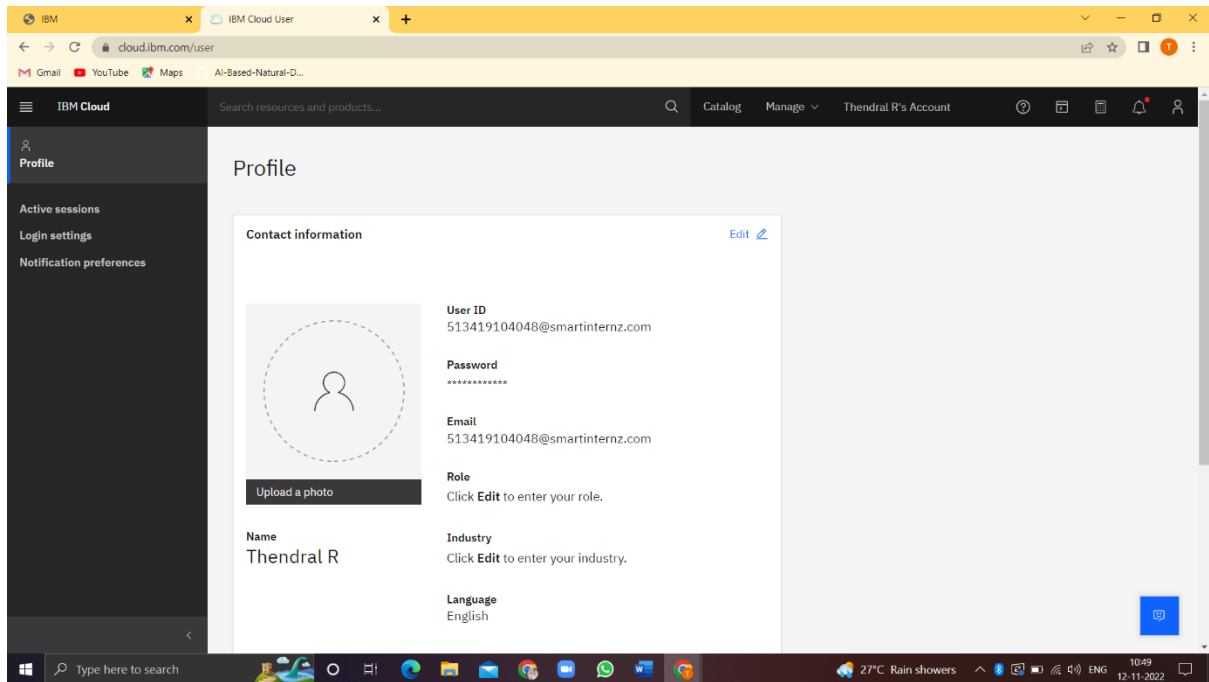 IBM
IBM Cloud User
cloud.ibm.com/user
Gmail YouTube Maps AI-Based-Natural-D...
T
IBM Cloud
Search resources and products...
Catalog Manage Thendral R's Account
Profile
Active sessions
Login settings
Notification preferences
Profile
Contact information
Edit
Upload a photo
Name
Thendral R
User ID
513419104048@smartinternz.com
Password
************
Email
513419104048@smartinternz.com
Role
Click Edit to enter your role.
Industry
Click Edit to enter your industry.
Language
English
Type here to search
27°C Rain showers
ENG
10:49
12-11-2022